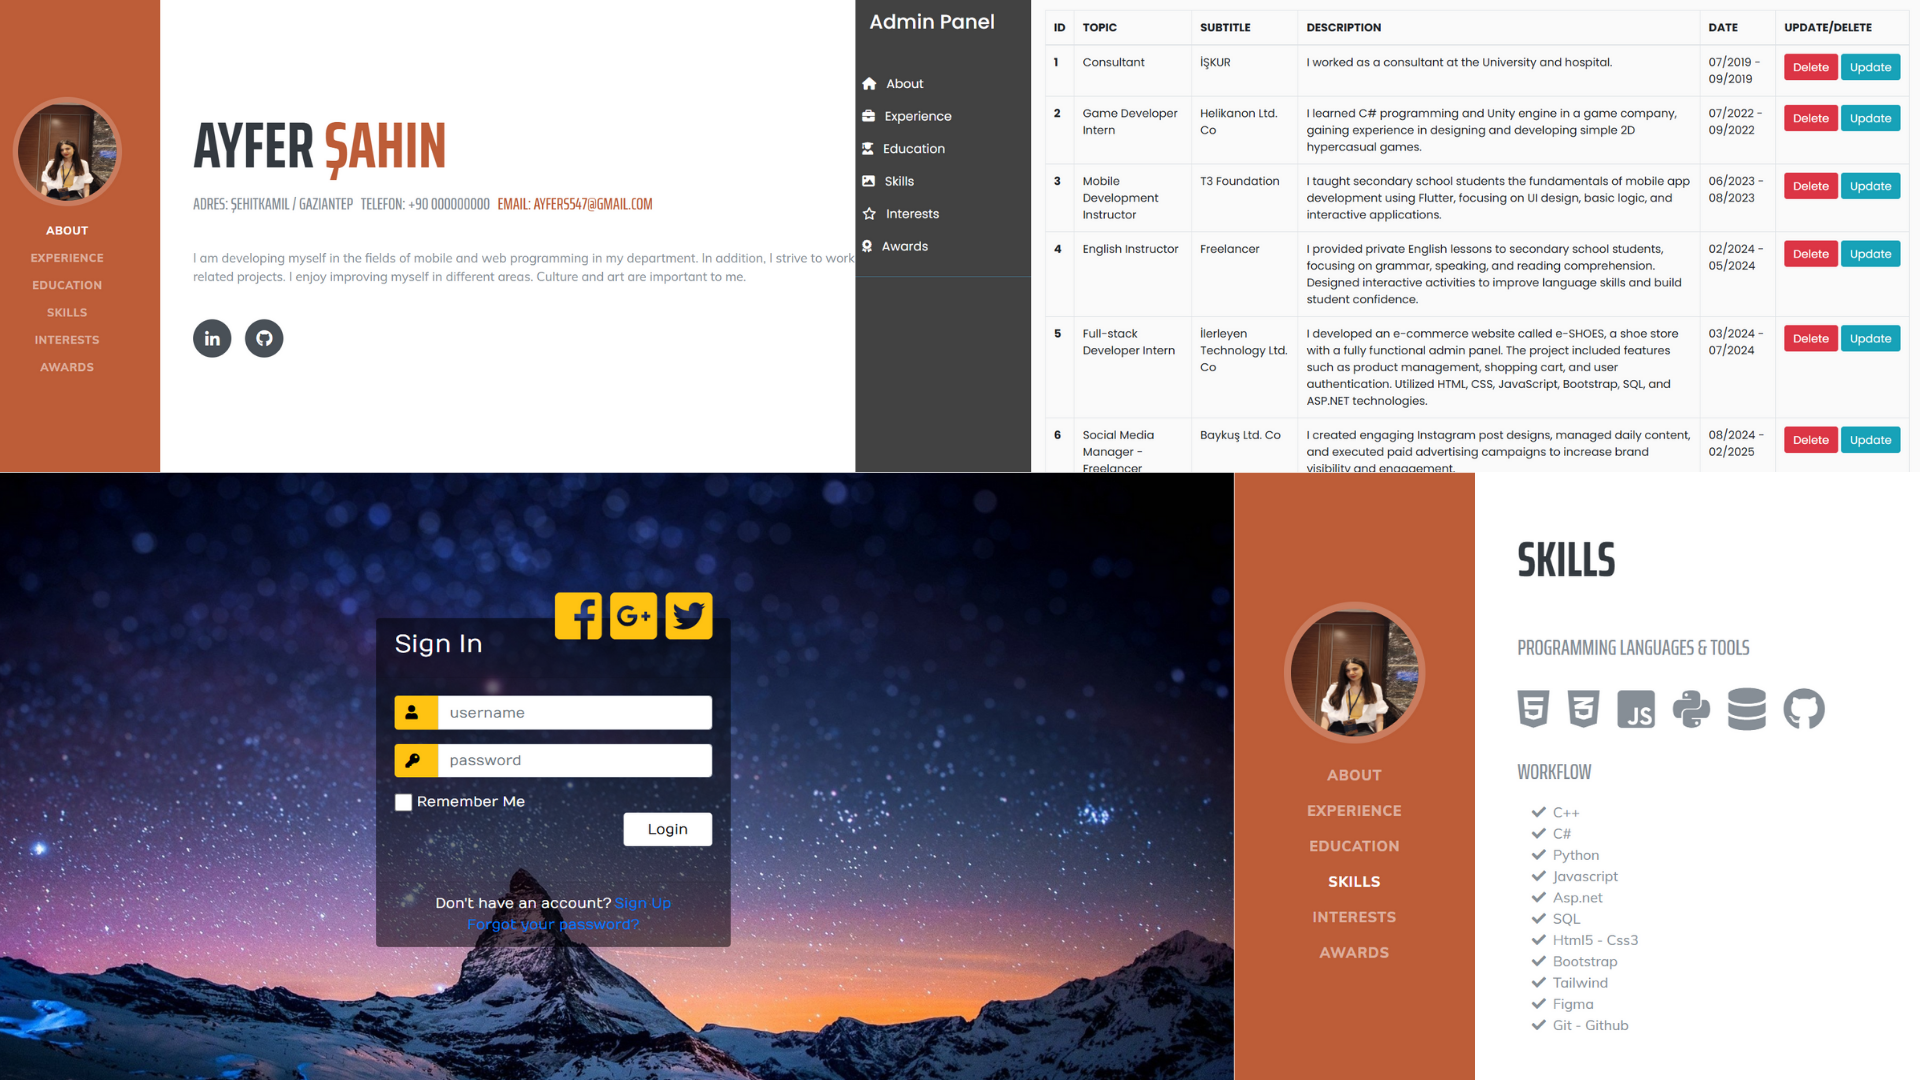 AYFER ŞAHIN
ADRES: ŞEHITKAMIL / GAZIANTEP TELEFON: +90 000000000 EMAIL: AYFER5547@GMAIL.COM
I am developing myself in the fields of mobile and web programming in my department. In addition, I strive to work
related projects. I enjoy improving myself in different areas. Culture and art are important to me.
in
ABOUT
EXPERIENCE
EDUCATION
SKILLS
INTERESTS
AWARDS
Admin Panel
About
Experience
Education
Skills
Interests
Awards
ID TOPIC SUBTITLE DESCRIPTION DATE UPDATE/DELETE
1 Consultant İŞKUR I worked as a consultant at the University and hospital. 07/2019 - Delete Update
09/2019
2 Game Developer Helikanon Ltd. I learned C# programming and Unity engine in a game company, 07/2022 - Delete Update
Intern Co gaining experience in designing and developing simple 2D 09/2022
hypercasual games.
3 Mobile T3 Foundation I taught secondary school students the fundamentals of mobile app 06/2023 - Delete Update
Development development using Flutter, focusing on UI design, basic logic, and 08/2023
Instructor interactive applications.
4 English Instructor Freelancer I provided private English lessons to secondary school students, 02/2024 - Delete Update
focusing on grammar, speaking, and reading comprehension. 05/2024
Designed interactive activities to improve language skills and build
student confidence.
5 Full-stack İlerleyen I developed an e-commerce website called e-SHOES, a shoe store 03/2024 - Delete Update
Developer Intern Technology Ltd. with a fully functional admin panel. The project included features 07/2024
Co such as product management, shopping cart, and user
authentication. Utilized HTML, CSS, JavaScript, Bootstrap, SQL, and
ASP.NET technologies.
6 Social Media Baykuş Ltd. Co I created engaging Instagram post designs, managed daily content, 08/2024 - Delete Update
Manager - and executed paid advertising campaigns to increase brand 02/2025
Freelancer visibility and engagement.
G+
Sign In
username
password
Remember Me
Login
Don't have an account? Sign Up
Forgot your password?
ABOUT
EXPERIENCE
EDUCATION
SKILLS
INTERESTS
AWARDS
SKILLS
PROGRAMMING LANGUAGES & TOOLS
5 3 JS
WORKFLOW
C++
C#
Python
Javascript
Asp.net
SQL
Html5 - Css3
Bootstrap
Tailwind
Figma
Git - Github